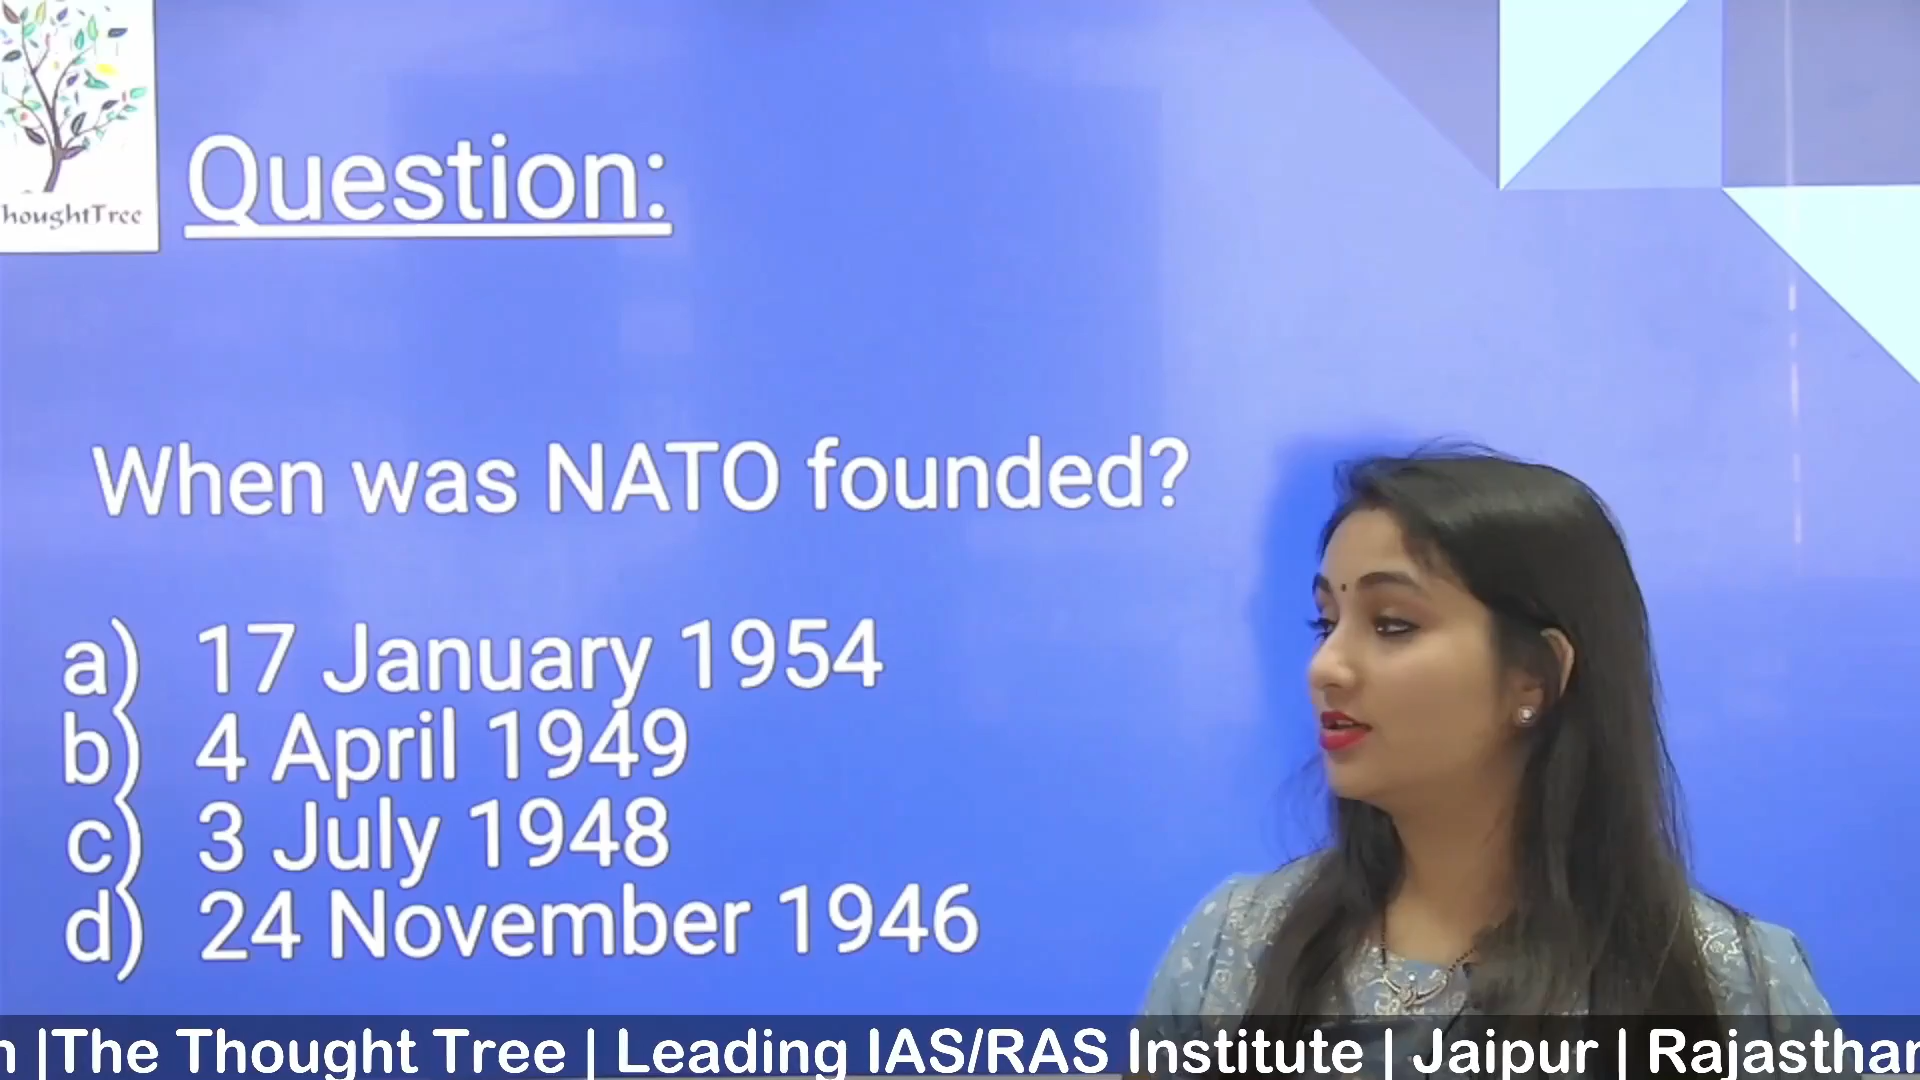 houghtTree
Question:
When was NATO founded?
a) 17 January 1954
b) 4 April 1949
c) 3 July 1948
d) 24 November 1946
n |The Thought Tree | Leading IAS/RAS Institute | Jaipur | Rajasthan